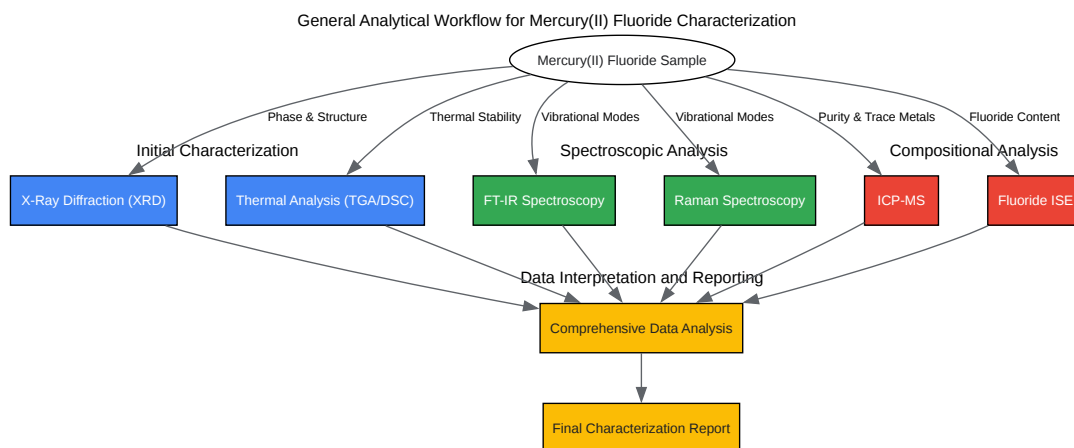 General Analytical Workflow for Mercury(II) Fluoride Characterization
Mercury(II) Fluoride Sample
Phase & Structure
Thermal Stability
Vibrational Modes
Vibrational Modes
Purity & Trace Metals
Fluoride Content
Initial Characterization
Spectroscopic Analysis
Compositional Analysis
X-Ray Diffraction (XRD)
Thermal Analysis (TGA/DSC)
FT-IR Spectroscopy
Raman Spectroscopy
ICP-MS
Fluoride ISE
Data Interpretation and Reporting
Comprehensive Data Analysis
Final Characterization Report